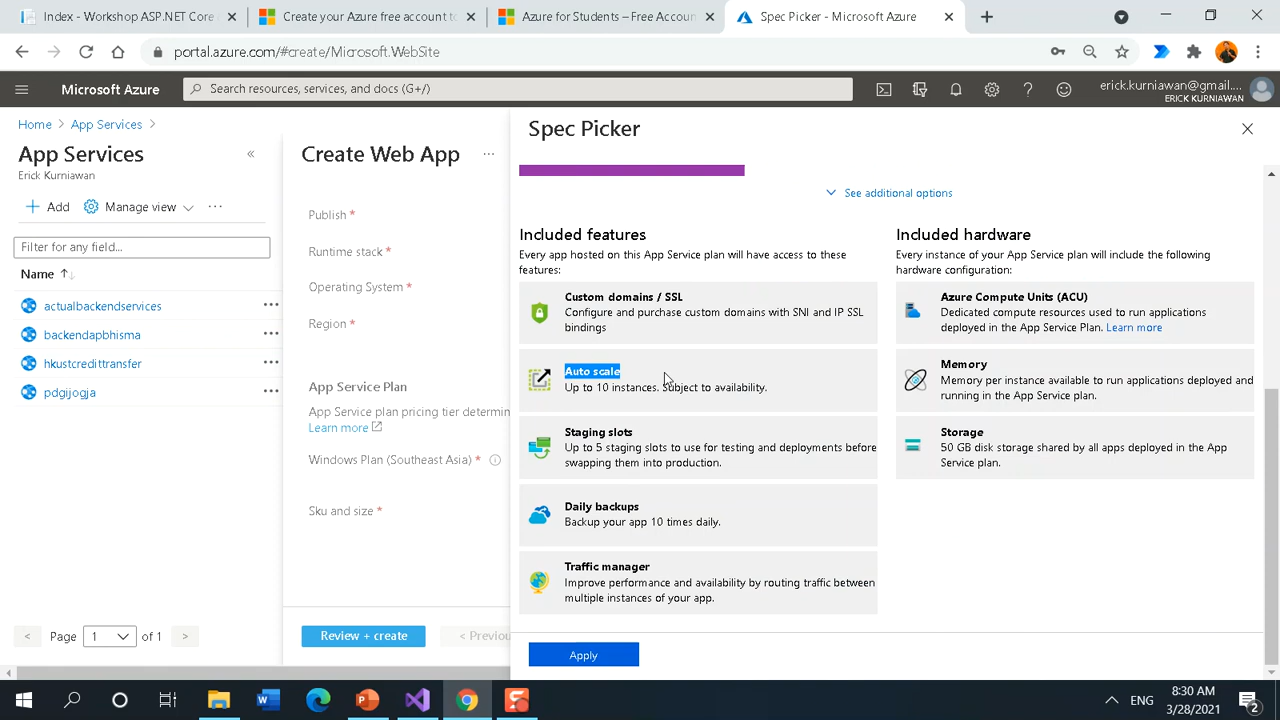 Index - Workshop ASP.NET Core
Create your Azure free account to
Azure for Students – Free Accoun
Spec Picker - Microsoft Azure
portal.azure.com/#create/Microsoft.WebSite
Microsoft Azure
Search resources, services, and docs (G+/)
erick.kurniawan@gmail....
ERICK KURNIAWAN
Home > App Services >
App Services
Erick Kurniawan
Add
Manage view
Filter for any field...
Name
actualbackendservices
backendapbhisma
hkustcredittransfer
pdgijogja
< Page 1 of 1 >
Create Web App
Publish *
Runtime stack *
Operating System *
Region *
App Service Plan
App Service plan pricing tier determin
Learn more
Windows Plan (Southeast Asia) *
Sku and size *
Review + create
< Previou
Spec Picker
See additional options
Included features
Every app hosted on this App Service plan will have access to these
features:
Custom domains / SSL
Configure and purchase custom domains with SNI and IP SSL
bindings
Auto scale
Up to 10 instances. Subject to availability.
Staging slots
Up to 5 staging slots to use for testing and deployments before
swapping them into production.
Daily backups
Backup your app 10 times daily.
Traffic manager
Improve performance and availability by routing traffic between
multiple instances of your app.
Included hardware
Every instance of your App Service plan will include the following
hardware configuration:
Azure Compute Units (ACU)
Dedicated compute resources used to run applications
deployed in the App Service Plan. Learn more
Memory
Memory per instance available to run applications deployed and
running in the App Service plan.
Storage
50 GB disk storage shared by all apps deployed in the App
Service plan.
Apply
ENG
8:30 AM
3/28/2021
2